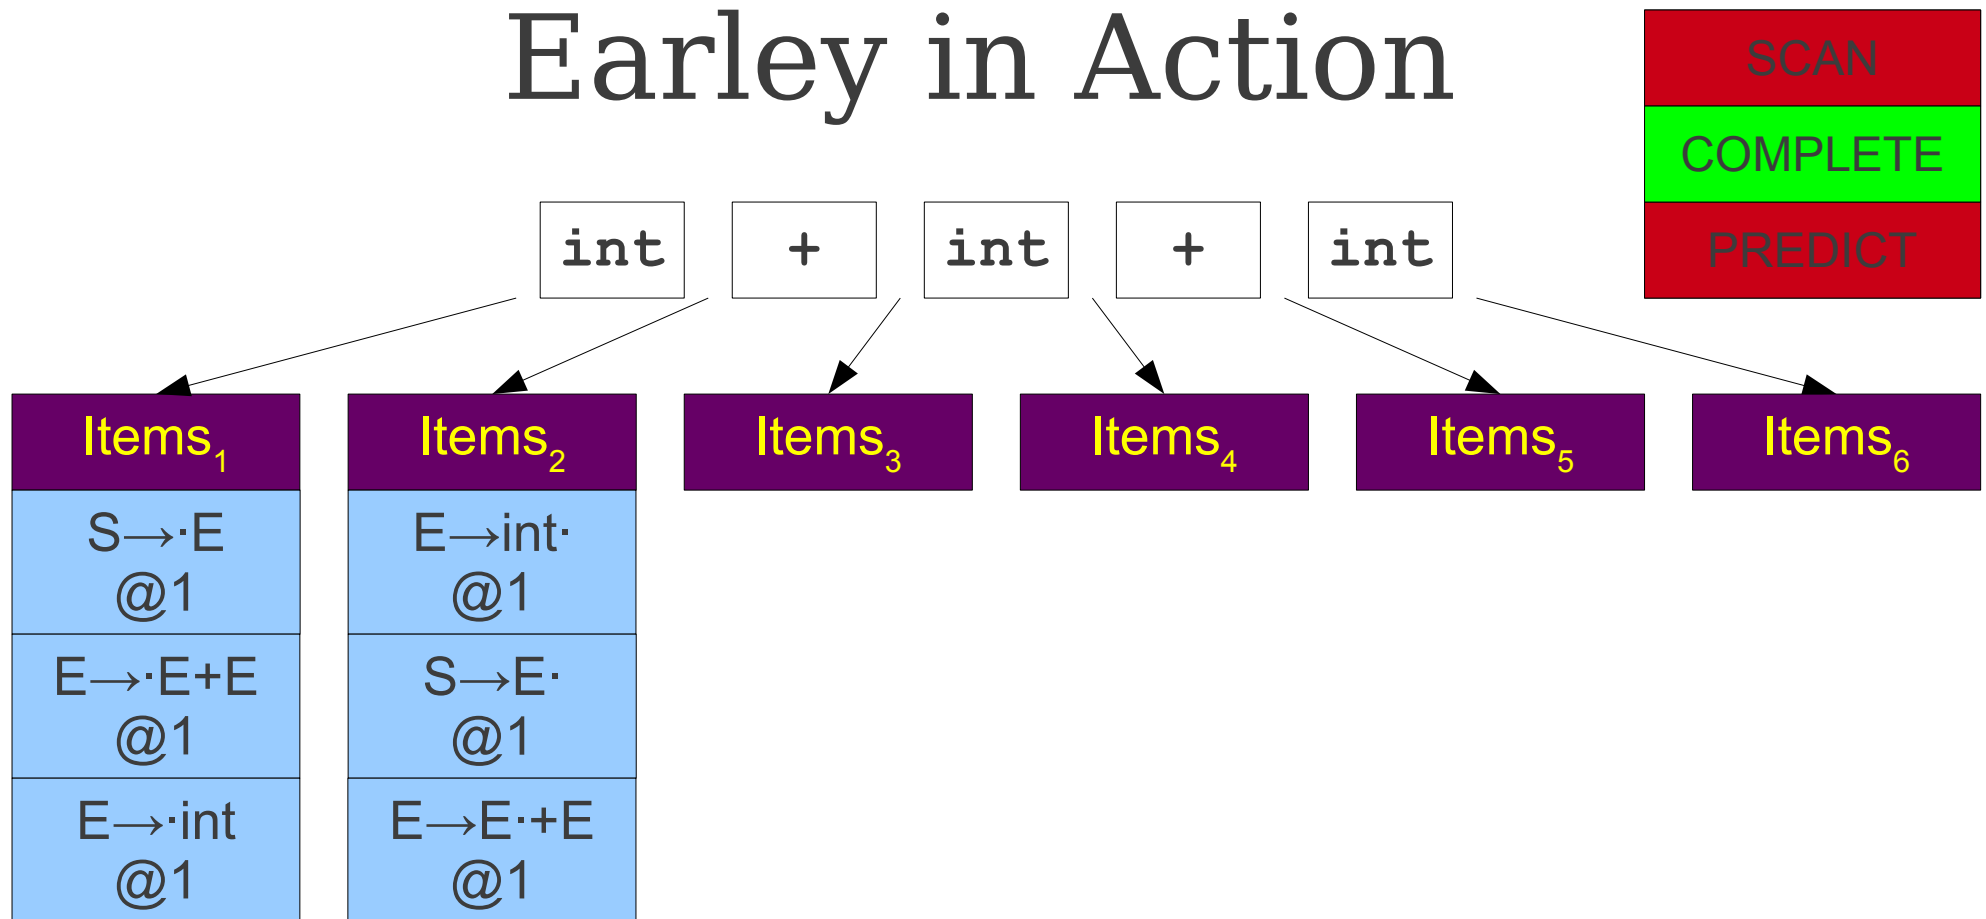 Earley in Action
SCAN
COMPLETE
PREDICT
int + int + int
Items₁ Items₂ Items₃ Items₄ Items₅ Items₆
S→·E
@1
E→·E+E
@1
E→·int
@1
E→int·
@1
S→E·
@1
E→E·+E
@1